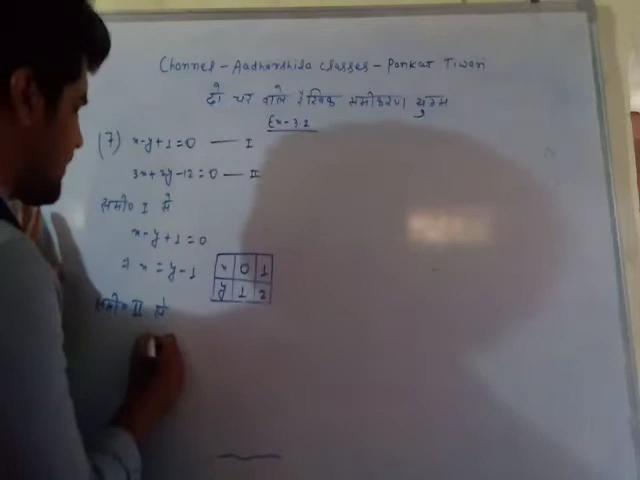 Channel - Aadharshila Classes - Pankaj Tiwari
दो चर वाले रैखिक समीकरण युग्म
Ex-3.2
(7) x-y+1=0 — I
3x+2y-12=0 — II
समी० I से
x-y+1=0
x=y-1
x 0 1
y 1 2
समी० II से